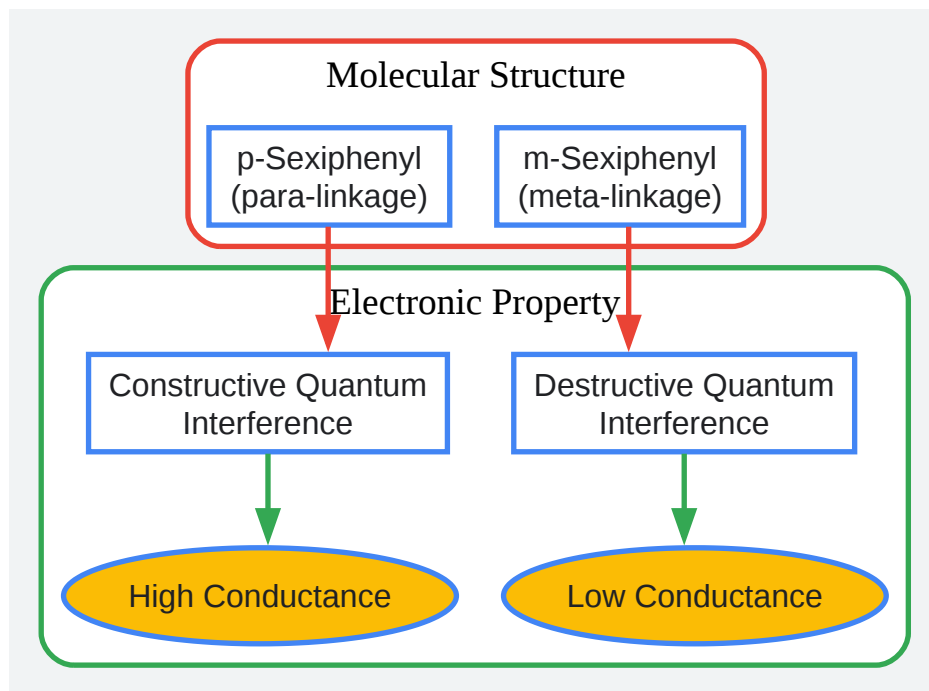 Molecular Structure
p-Sexiphenyl
(para-linkage)
m-Sexiphenyl
(meta-linkage)
Electronic Property
Constructive Quantum
Interference
Destructive Quantum
Interference
High Conductance
Low Conductance